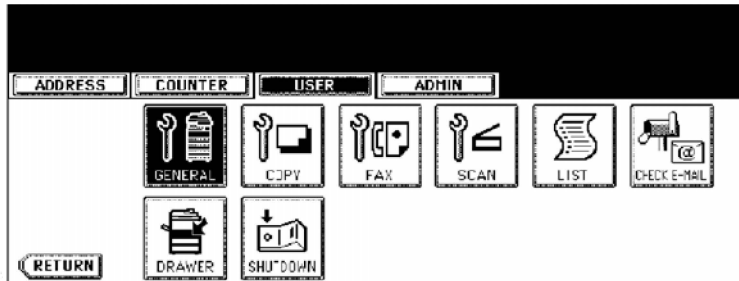 ADDRESS COUNTER USER ADMIN
GENERAL COPY FAX SCAN LIST CHECK E-MAIL
@
DRAWER SHUTDOWN
RETURN